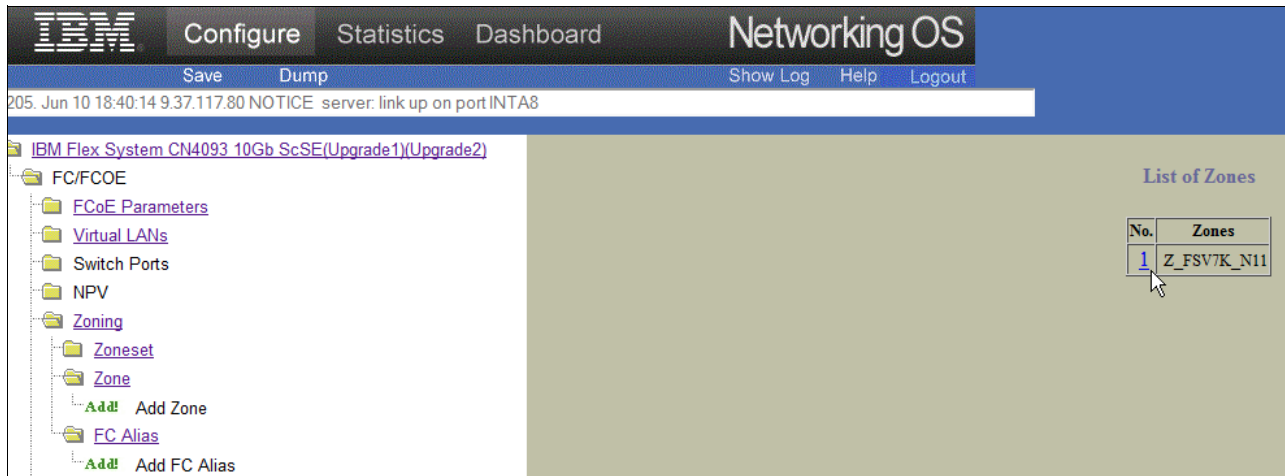 IBM Configure Statistics Dashboard Networking OS
Save Dump Show Log Help Logout
205. Jun 10 18:40:14 9.37.117.80 NOTICE server: link up on port INTA8
IBM Flex System CN4093 10Gb ScSE(Upgrade1)(Upgrade2)
FC/FCOE
FCoE Parameters
Virtual LANs
Switch Ports
NPV
Zoning
Zoneset
Zone
Add! Add Zone
FC Alias
Add! Add FC Alias
List of Zones
No. Zones
1 Z_FSV7K_N11